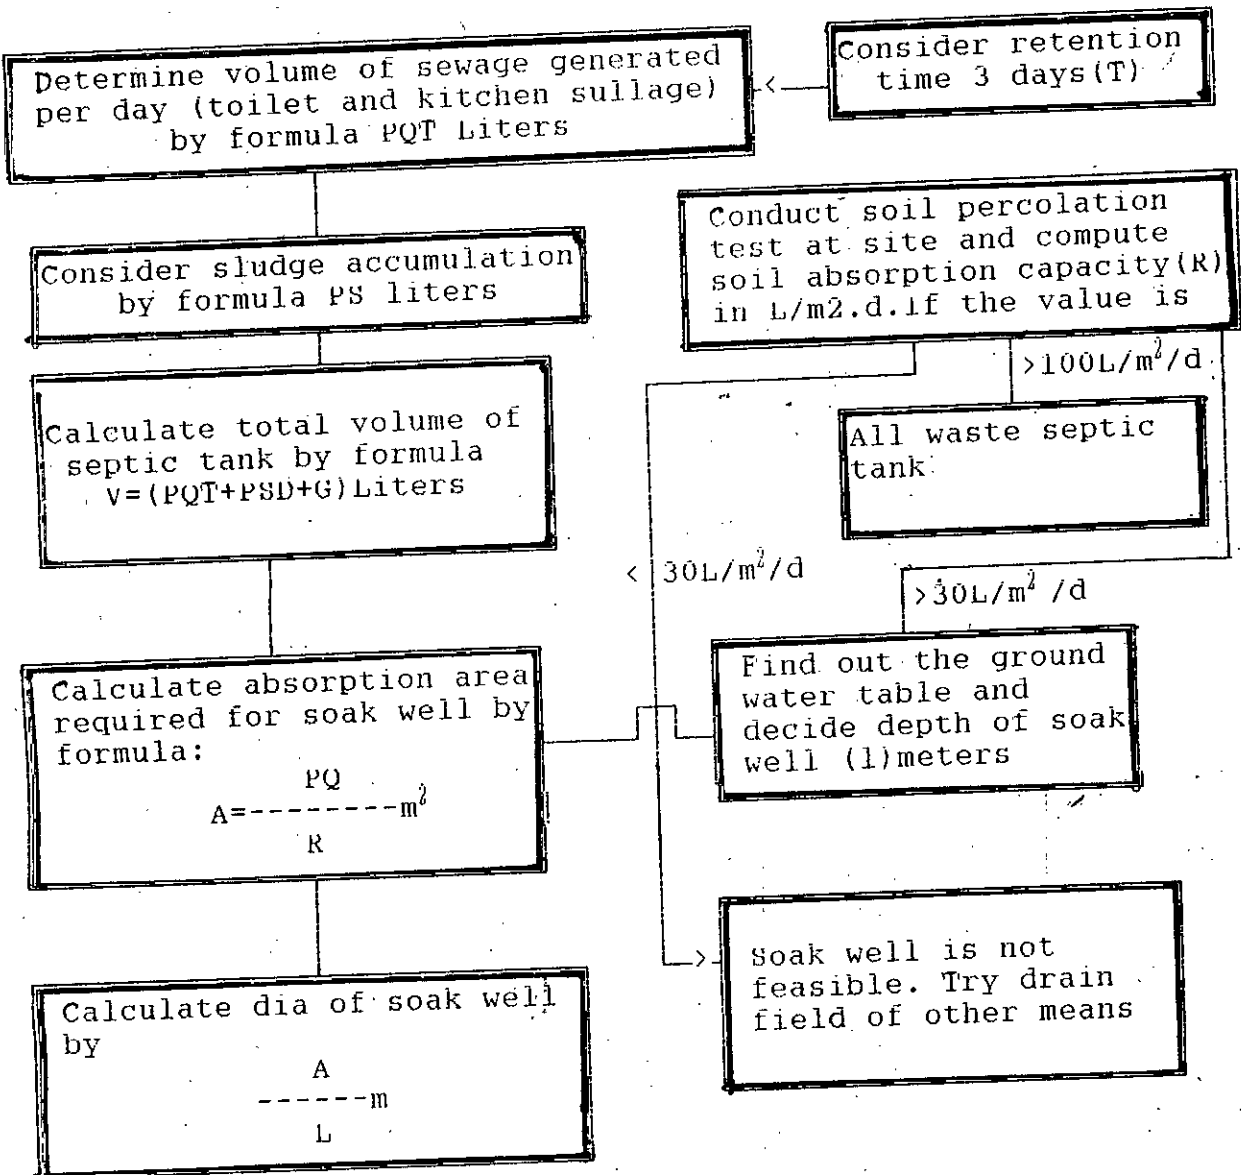 Determine volume of sewage generated
per day (toilet and kitchen sullage)
by formula PQT Liters
Consider retention
time 3 days(T)
<
Consider sludge accumulation
by formula PS liters
Conduct soil percolation
test at site and compute
soil absorption capacity(R)
in L/m2.d.If the value is
Calculate total volume of
septic tank by formula
V=(PQT+PSD+G)Liters
>100L/m²/d
All waste septic
tank
< 30L/m²/d
>30L/m² /d
Calculate absorption area
required for soak well by
formula:
PQ
A=--------m²
R
Find out the ground
water table and
decide depth of soak
well (l)meters
>
Soak well is not
feasible. Try drain
field of other means
Calculate dia of soak well
by
A
------m
L